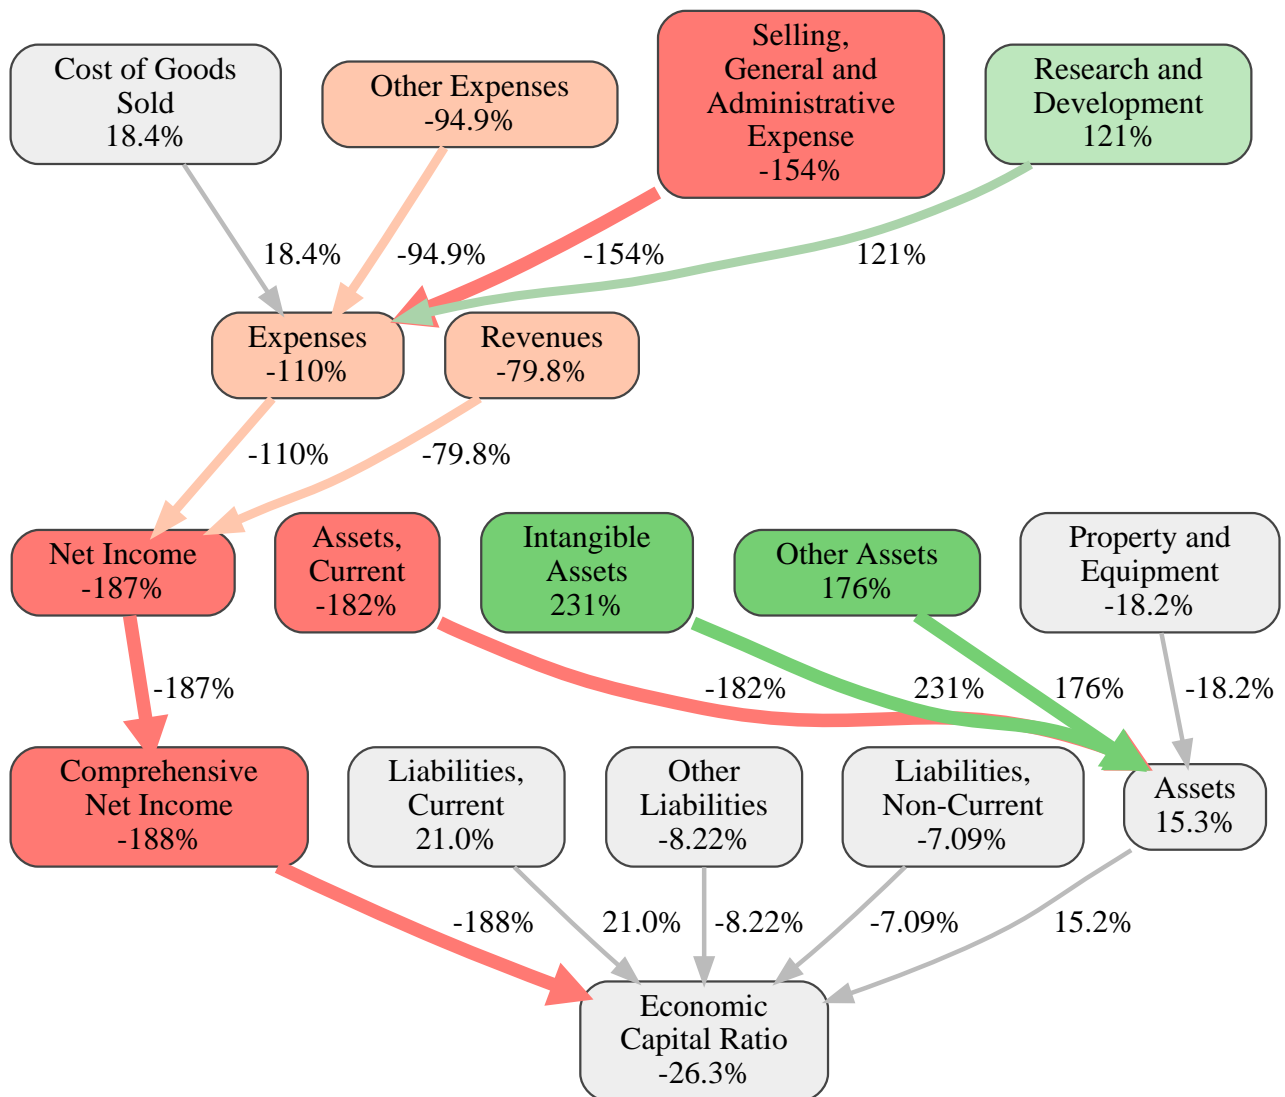 Cost of Goods
Sold
18.4%
Other Expenses
-94.9%
Selling,
General and
Administrative
Expense
-154%
Research and
Development
121%
18.4%
-94.9%
-154%
121%
Expenses
-110%
Revenues
-79.8%
-110%
-79.8%
Net Income
-187%
Assets,
Current
-182%
Intangible
Assets
231%
Other Assets
176%
Property and
Equipment
-18.2%
-187%
-182%
231%
176%
-18.2%
Comprehensive
Net Income
-188%
Liabilities,
Current
21.0%
Other
Liabilities
-8.22%
Liabilities,
Non-Current
-7.09%
Assets
15.3%
-188%
21.0%
-8.22%
-7.09%
15.2%
Economic
Capital Ratio
-26.3%